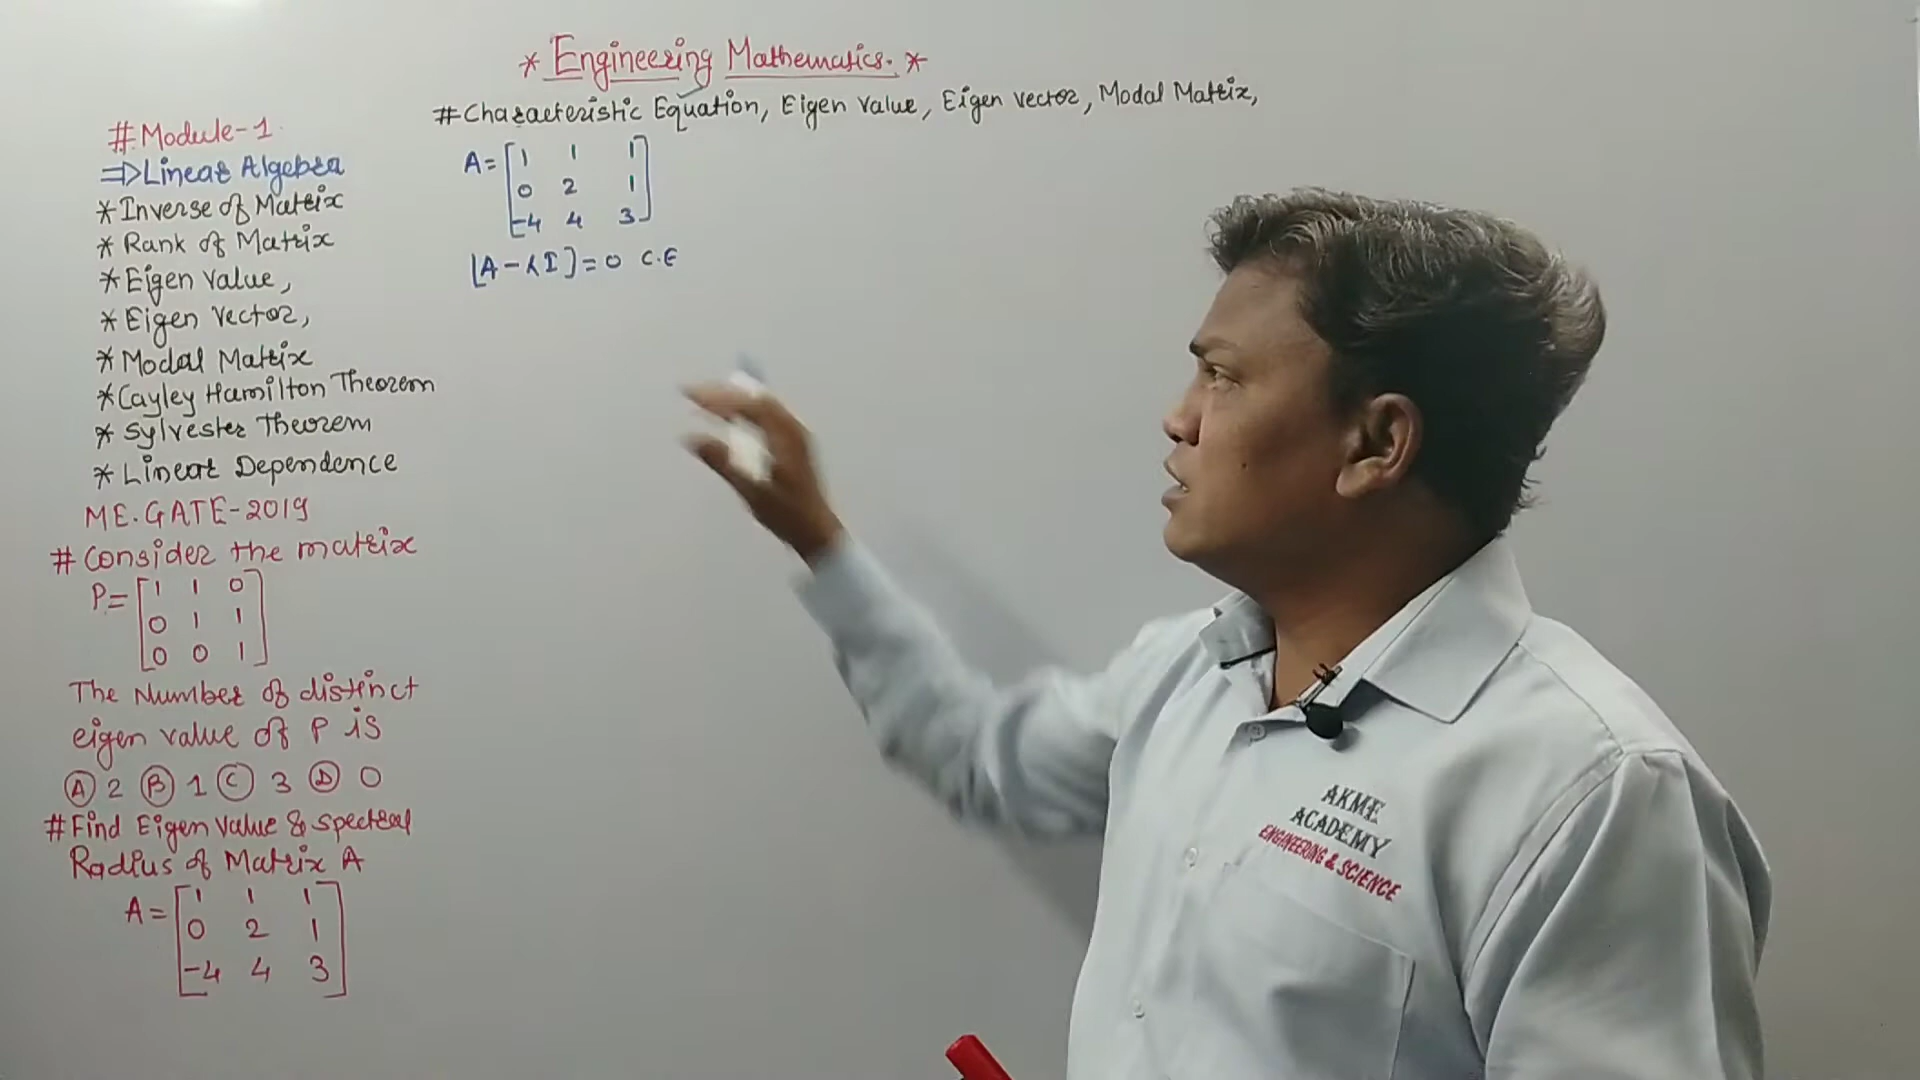 * Engineering Mathematics. *
# Characteristic Equation, Eigen value, Eigen vector, Modal Matrix,
# Module-1.
⇒ Linear Algebra
* Inverse of Matrix
* Rank of Matrix
* Eigen value,
* Eigen vector,
* Modal Matrix
* Cayley Hamilton Theorem
* Sylvester Theorem
* Linear Dependence
ME.GATE-2019
# Consider the matrix
P= [1 1 0
0 1 1
0 0 1]
The Number of distinct
eigen value of P is
(A) 2 (B) 1 (C) 3 (D) 0
# Find Eigen value & spectral
Radius of Matrix A
A= [1 1 1
0 2 1
-4 4 3]
A= [1 1 1
0 2 1
-4 4 3]
[A-λI]=0 C.E
AKME
ACADEMY
ENGINEERING & SCIENCE